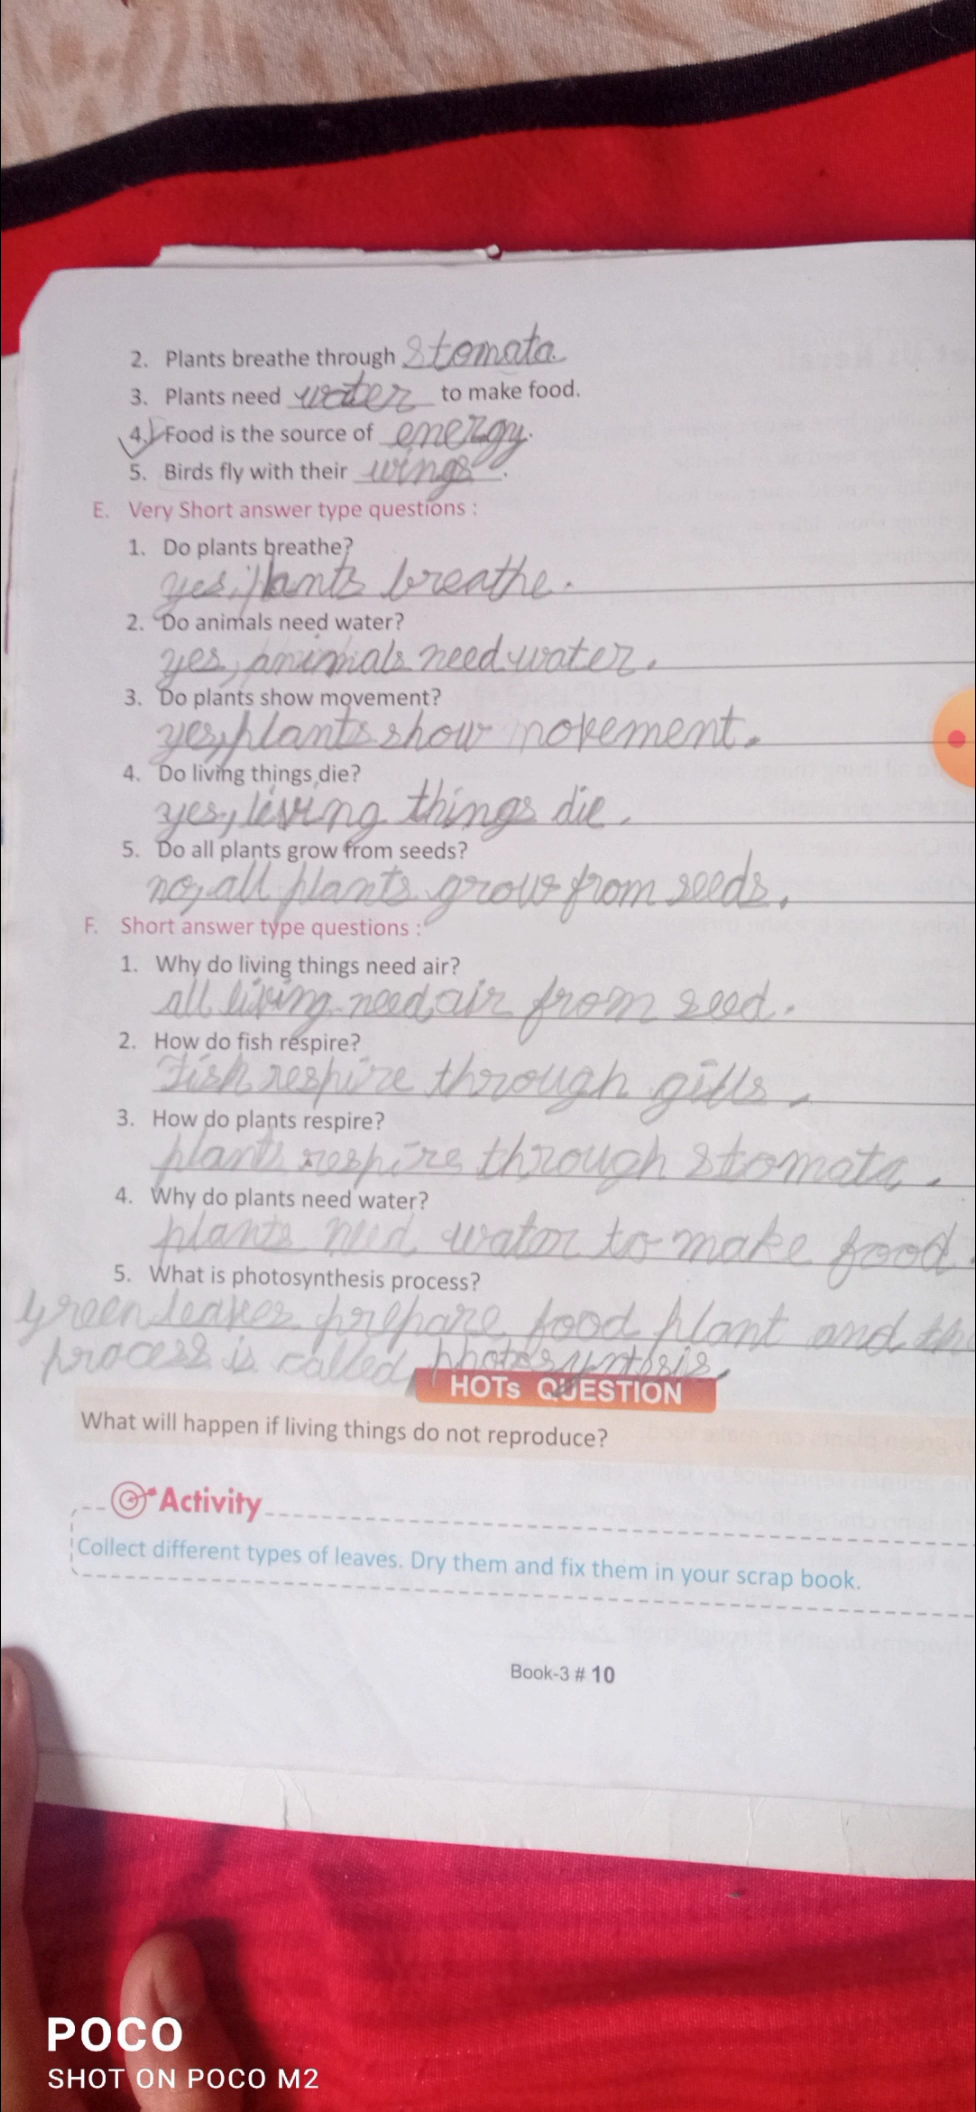 2. Plants breathe through stomata
3. Plants need water to make food.
4. Food is the source of energy.
5. Birds fly with their wings.
E. Very Short answer type questions :
1. Do plants breathe?
yes, plants breathe.
2. Do animals need water?
yes, animals need water.
3. Do plants show movement?
yes, plants show movement.
4. Do living things die?
yes, living things die.
5. Do all plants grow from seeds?
no, all plants grow from seeds.
F. Short answer type questions :
1. Why do living things need air?
all living need air from seed.
2. How do fish respire?
Fish respire through gills.
3. How do plants respire?
plants respire through stomata.
4. Why do plants need water?
plants need water to make food.
5. What is photosynthesis process?
Green leaves prepare food plant and
process is called
HOTs QUESTION
What will happen if living things do not reproduce?
Activity
Collect different types of leaves. Dry them and fix them in your scrap book.
Book-3 # 10
POCO
SHOT ON POCO M2